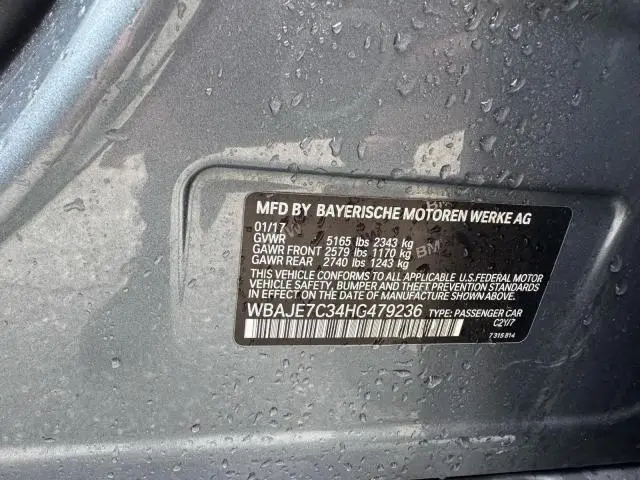 MFD BY BAYERISCHE MOTOREN WERKE AG
01/17
GVWR 5165 lbs 2343 kg
GAWR FRONT 2579 lbs 1170 kg
GAWR REAR 2740 lbs 1243 kg
THIS VEHICLE CONFORMS TO ALL APPLICABLE U.S.FEDERAL MOTOR
VEHICLE SAFETY, BUMPER AND THEFT PREVENTION STANDARDS
IN EFFECT ON THE DATE OF MANUFACTURE SHOWN ABOVE.
WBAJE7C34HG479236 TYPE: PASSENGER CAR
C2Y/7
7 315 814